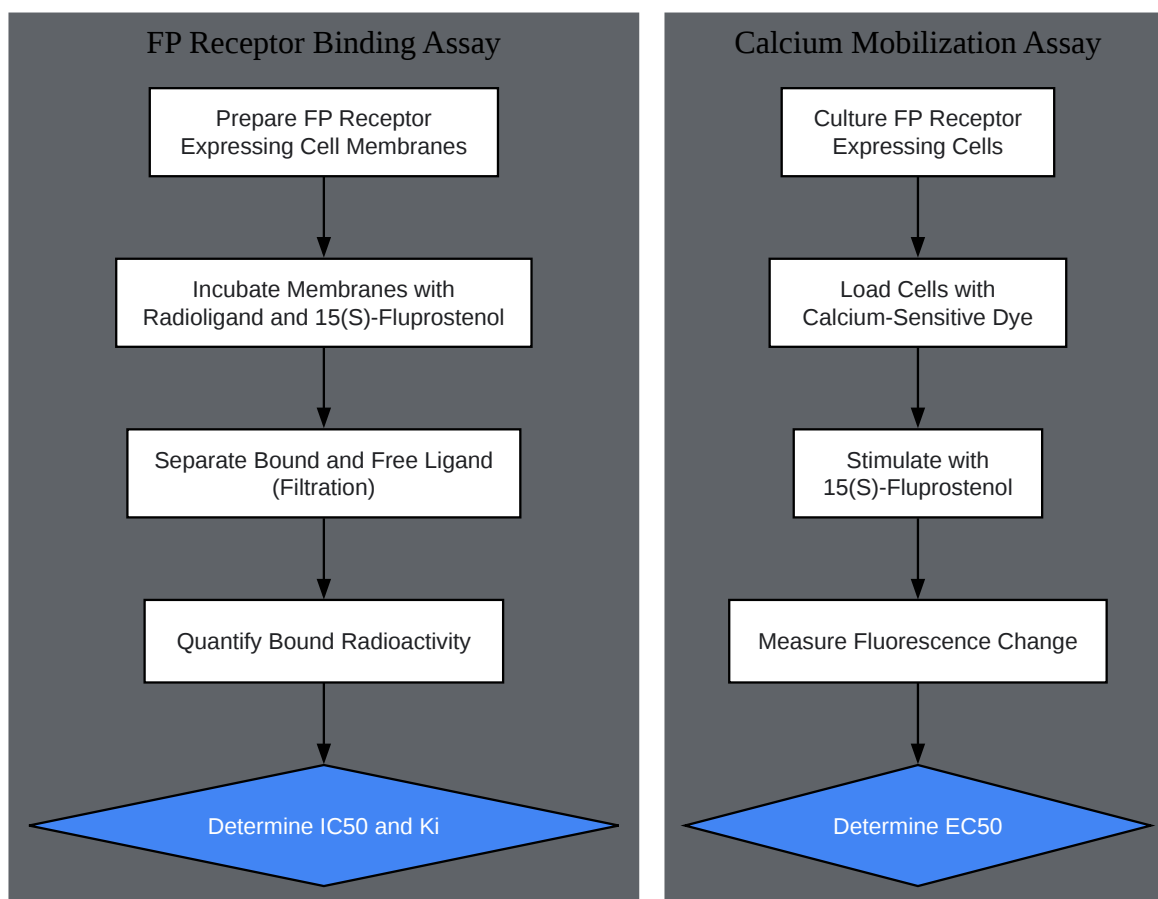 FP Receptor Binding Assay
Prepare FP Receptor
Expressing Cell Membranes
Incubate Membranes with
Radioligand and 15(S)-Fluprostenol
Separate Bound and Free Ligand
(Filtration)
Quantify Bound Radioactivity
Determine IC50 and Ki
Calcium Mobilization Assay
Culture FP Receptor
Expressing Cells
Load Cells with
Calcium-Sensitive Dye
Stimulate with
15(S)-Fluprostenol
Measure Fluorescence Change
Determine EC50